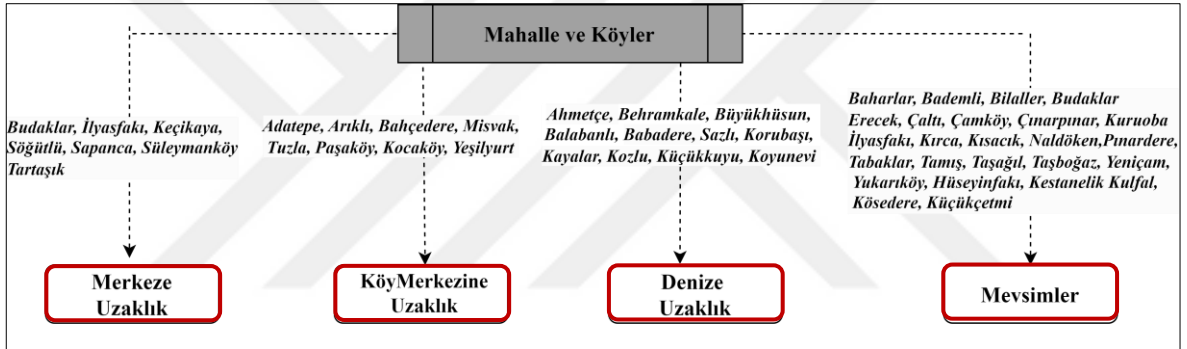 Mahalle ve Köyler
Budaklar, İlyasfakı, Keçikaya,
Söğütlü, Sapanca, Süleymanköy
Tartaşık
Adatepe, Arıklı, Bahçedere, Misvak,
Tuzla, Paşaköy, Kocaköy, Yeşilyurt
Ahmetçe, Behramkale, Büyükhüsun,
Balabanlı, Babadere, Sazlı, Korubaşı,
Kayalar, Kozlu, Küçükkuyu, Koyunevi
Baharlar, Bademli, Bilaller, Budaklar
Erecek, Çaltı, Çamköy, Çınarpınar, Kuruoba
İlyasfakı, Kırca, Kısacık, Naldöken,Pınardere,
Tabaklar, Tamış, Taşağıl, Taşboğaz, Yeniçam,
Yukarıköy, Hüseyinfakı, Kestanelik Kulfal,
Kösedere, Küçükçetmi
Merkeze
Uzaklık
KöyMerkezine
Uzaklık
Denize
Uzaklık
Mevsimler